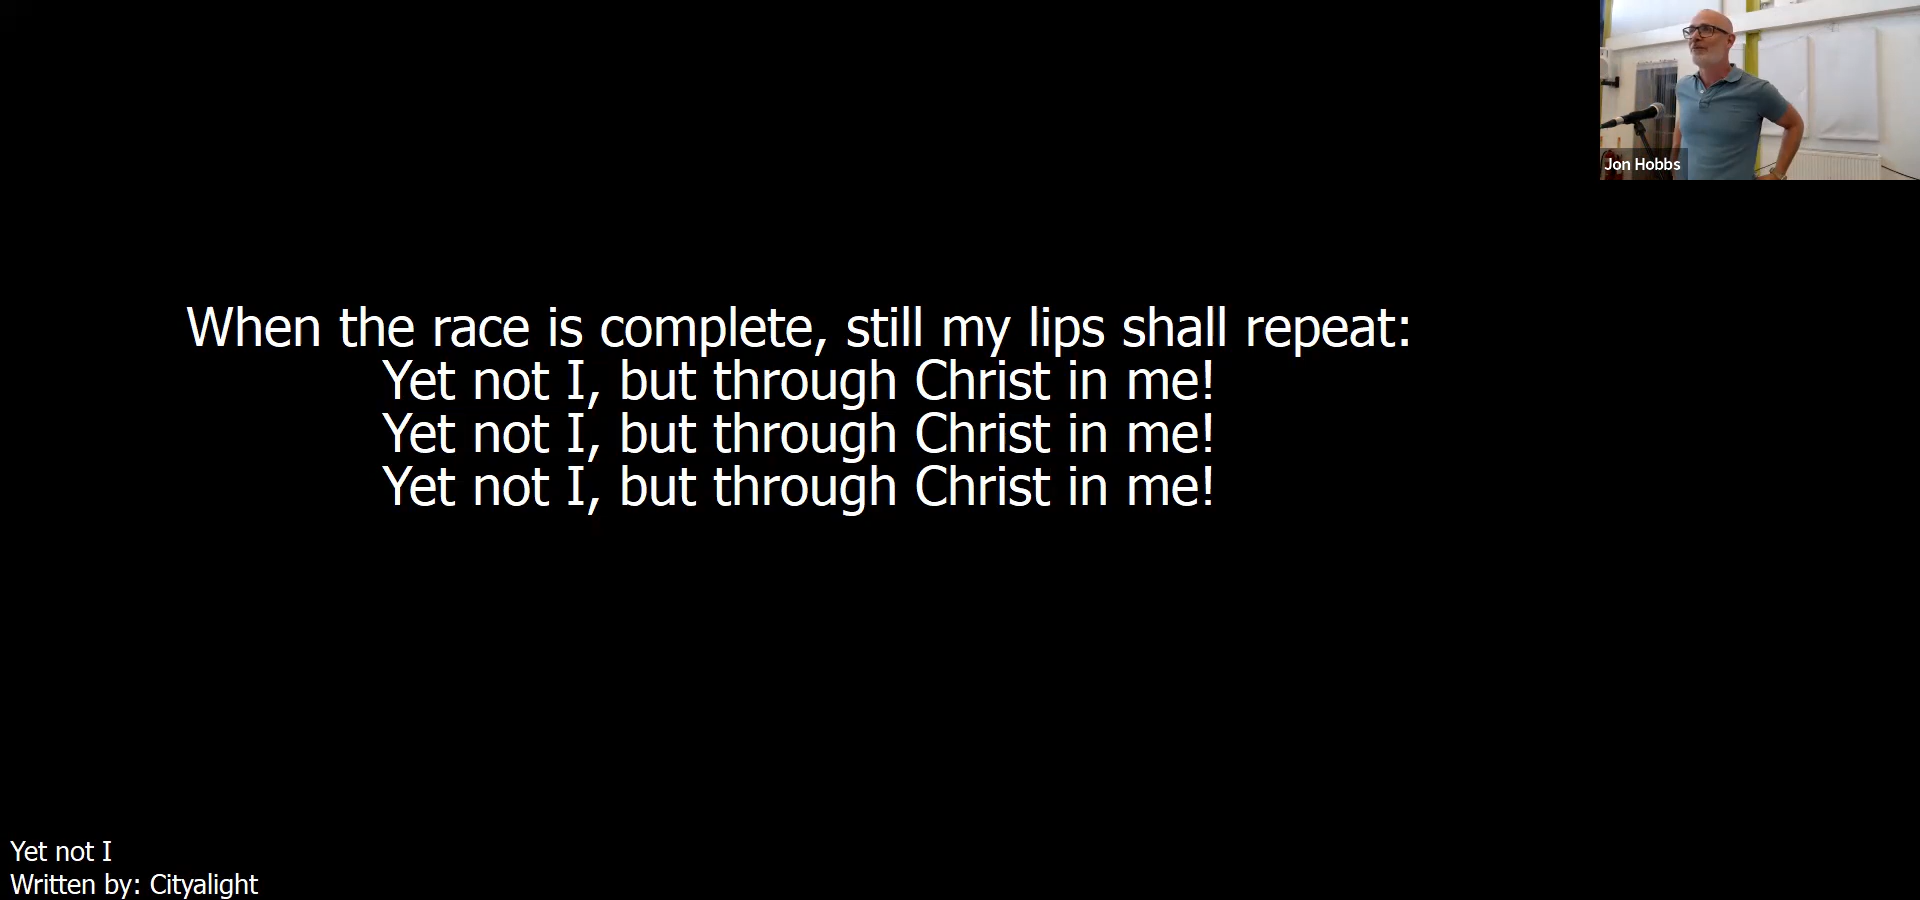 Jon Hobbs
When the race is complete, still my lips shall repeat:
Yet not I, but through Christ in me!
Yet not I, but through Christ in me!
Yet not I, but through Christ in me!
Yet not I
Written by: Cityalight